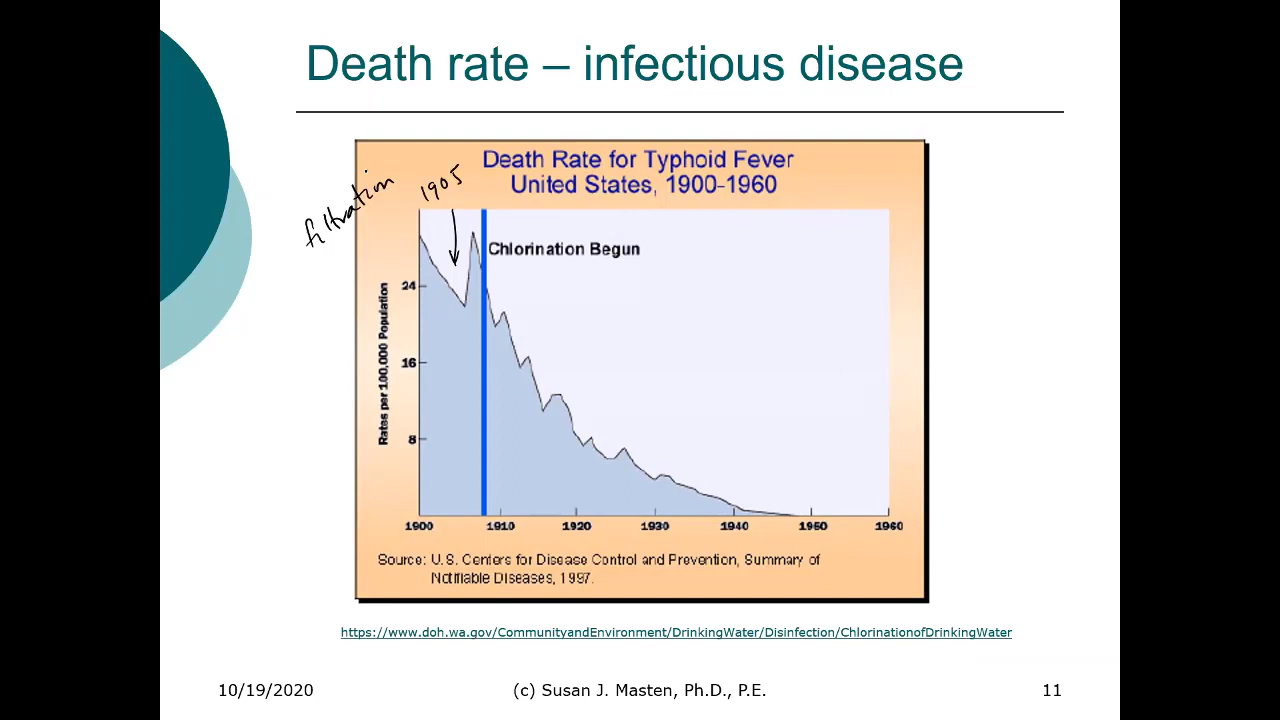 Death rate – infectious disease
filtration
1905
Death Rate for Typhoid Fever
United States, 1900-1960
Chlorination Begun
Rates per 100,000 Population
24
16
8
1900 1910 1920 1930 1940 1950 1960
Source: U.S. Centers for Disease Control and Prevention, Summary of
Notifiable Diseases, 1997.
https://www.doh.wa.gov/CommunityandEnvironment/DrinkingWater/Disinfection/ChlorinationofDrinkingWater
10/19/2020 (c) Susan J. Masten, Ph.D., P.E. 11